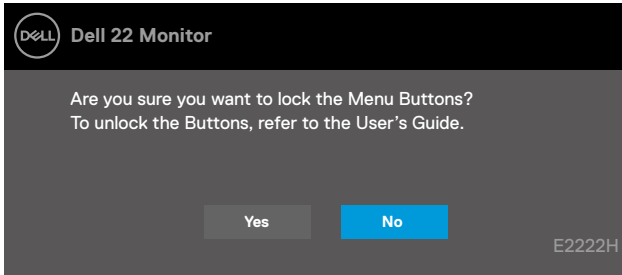 DELL Dell 22 Monitor
Are you sure you want to lock the Menu Buttons?
To unlock the Buttons, refer to the User's Guide.
Yes No
E2222H